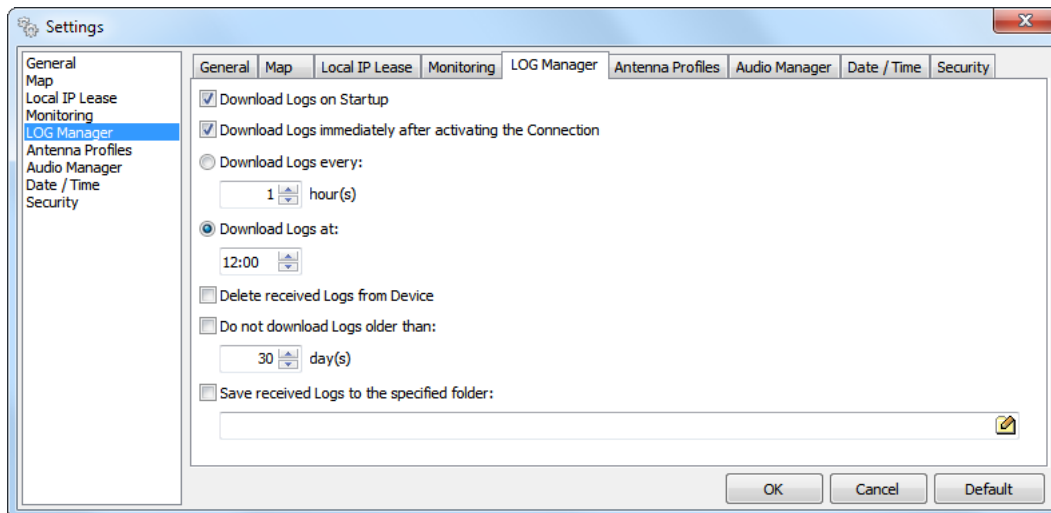 Settings
General
Map
Local IP Lease
Monitoring
LOG Manager
Antenna Profiles
Audio Manager
Date / Time
Security
General Map Local IP Lease Monitoring LOG Manager Antenna Profiles Audio Manager Date / Time Security
Download Logs on Startup
Download Logs immediately after activating the Connection
Download Logs every:
1 hour(s)
Download Logs at:
12:00
Delete received Logs from Device
Do not download Logs older than:
30 day(s)
Save received Logs to the specified folder:
OK Cancel Default